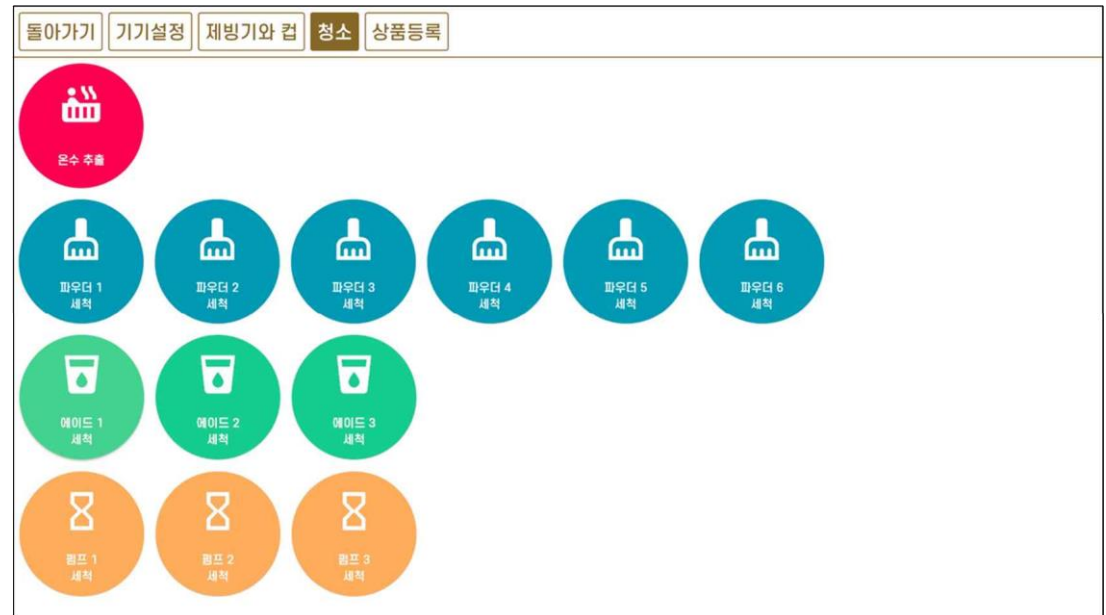 돌아가기 기기설정 제빙기와 컵 청소 상품등록
온수 추출
파우더 1 파우더 2 파우더 3 파우더 4 파우더 5 파우더 6
세척 세척 세척 세척 세척 세척
에이드 1 에이드 2 에이드 3
세척 세척 세척
펌프 1 펌프 2 펌프 3
세척 세척 세척